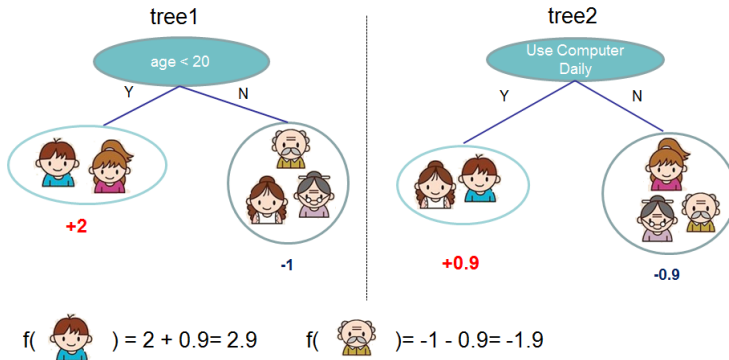 tree1
age < 20
Y
N
+2
-1
tree2
Use Computer
Daily
Y
N
+0.9
-0.9
f( ) = 2 + 0.9= 2.9
f( )= -1 - 0.9= -1.9